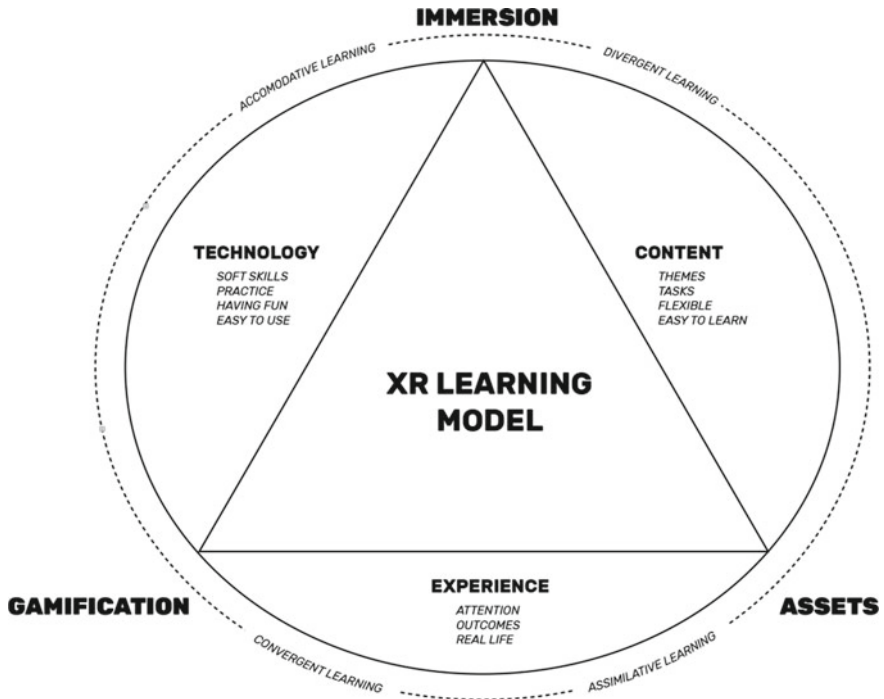 IMMERSION
ACCOMODATIVE LEARNING
DIVERGENT LEARNING
TECHNOLOGY
SOFT SKILLS
PRACTICE
HAVING FUN
EASY TO USE
CONTENT
THEMES
TASKS
FLEXIBLE
EASY TO LEARN
XR LEARNING
MODEL
GAMIFICATION
EXPERIENCE
ATTENTION
OUTCOMES
REAL LIFE
ASSETS
CONVERGENT LEARNING
ASSIMILATIVE LEARNING